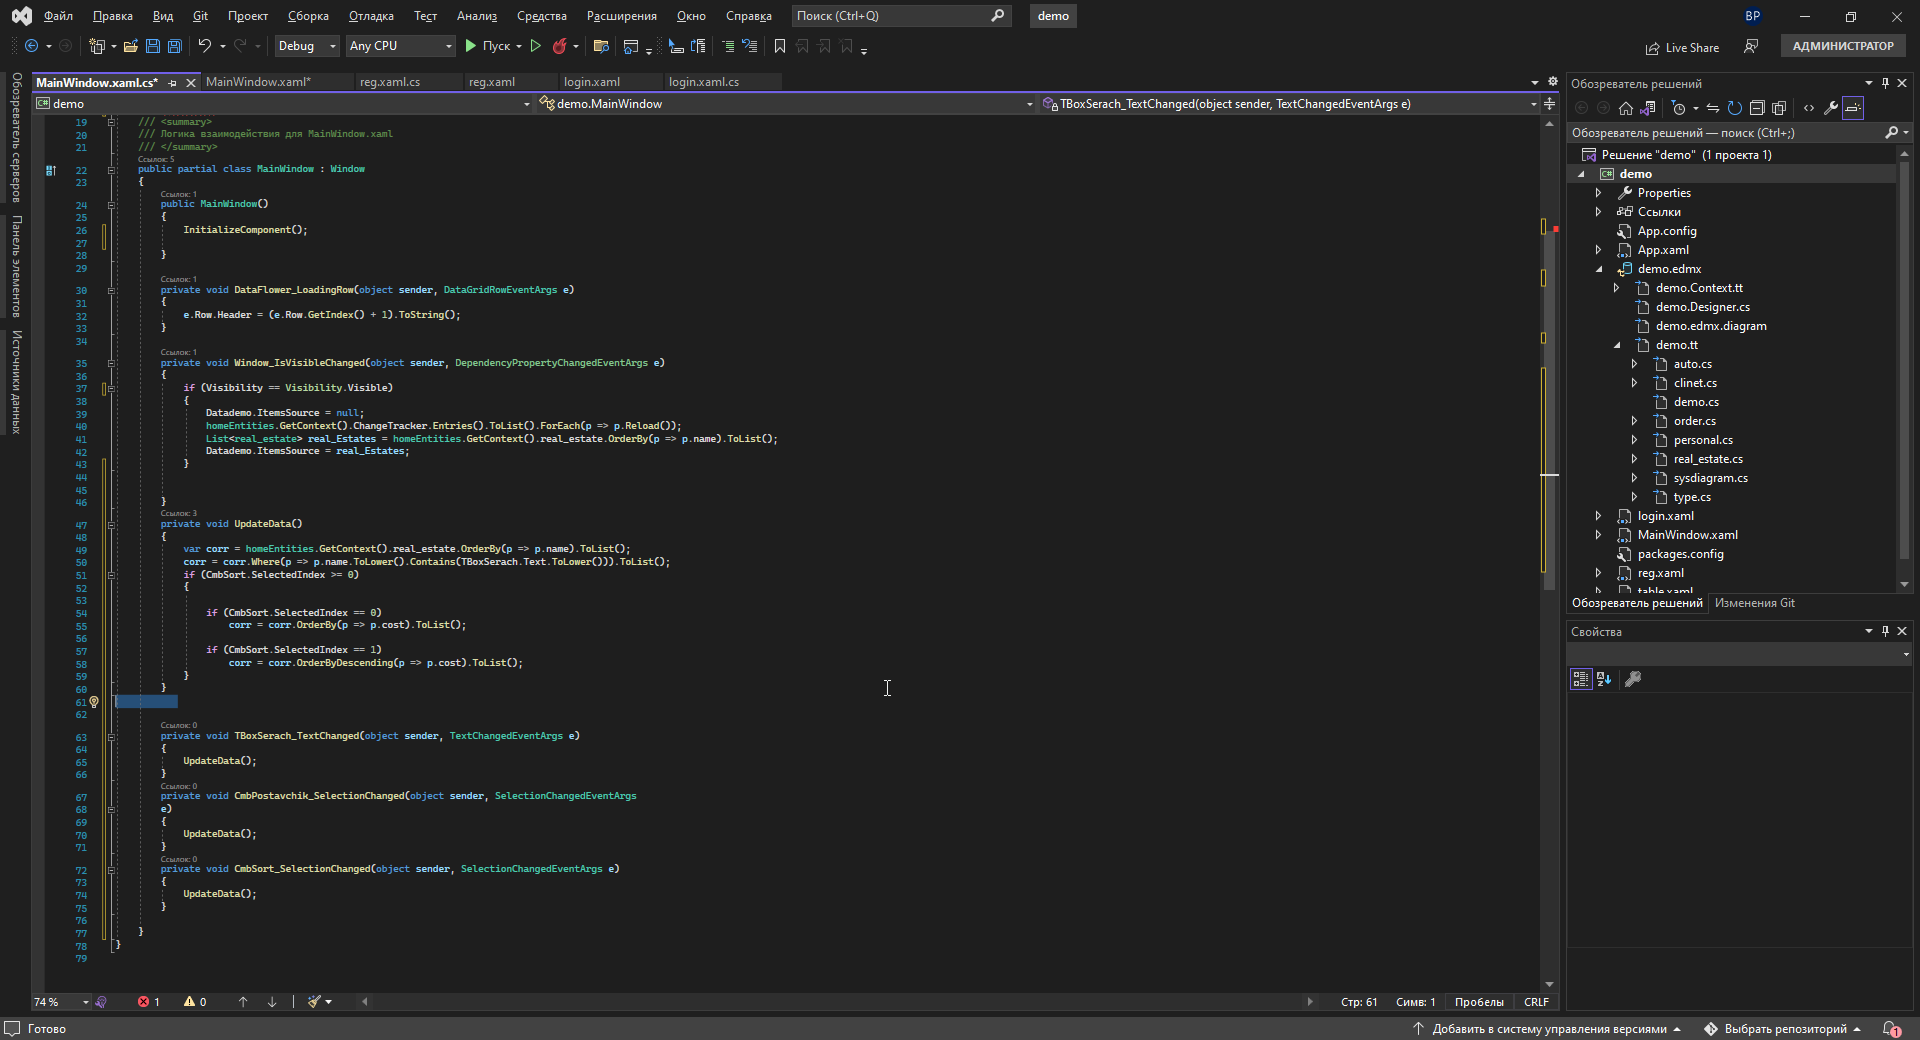 Файл Правка Вид Git Проект Сборка Отладка Тест Анализ Средства Расширения Окно Справка Поиск (Ctrl+Q) demo BP
Debug Any CPU Пуск Live Share АДМИНИСТРАТОР
Обозреватель серверов
Панель элементов
Источники данных
MainWindow.xaml.cs* MainWindow.xaml* reg.xaml.cs reg.xaml login.xaml login.xaml.cs
demo demo.MainWindow TBoxSerach_TextChanged(object sender, TextChangedEventArgs e)
19 /// <summary>
20 /// Логика взаимодействия для MainWindow.xaml
21 /// </summary>
Ссылок: 5
22 public partial class MainWindow : Window
23 {
Ссылок: 1
24 public MainWindow()
25 {
26 InitializeComponent();
27
28 }
29
Ссылок: 1
30 private void DataFlower_LoadingRow(object sender, DataGridRowEventArgs e)
31 {
32 e.Row.Header = (e.Row.GetIndex() + 1).ToString();
33 }
34
Ссылок: 1
35 private void Window_IsVisibleChanged(object sender, DependencyPropertyChangedEventArgs e)
36 {
37 if (Visibility == Visibility.Visible)
38 {
39 Datademo.ItemsSource = null;
40 homeEntities.GetContext().ChangeTracker.Entries().ToList().ForEach(p => p.Reload());
41 List<real_estate> real_Estates = homeEntities.GetContext().real_estate.OrderBy(p => p.name).ToList();
42 Datademo.ItemsSource = real_Estates;
43 }
44
45
46 }
Ссылок: 3
47 private void UpdateData()
48 {
49 var corr = homeEntities.GetContext().real_estate.OrderBy(p => p.name).ToList();
50 corr = corr.Where(p => p.name.ToLower().Contains(TBoxSerach.Text.ToLower())).ToList();
51 if (CmbSort.SelectedIndex >= 0)
52 {
53
54 if (CmbSort.SelectedIndex == 0)
55 corr = corr.OrderBy(p => p.cost).ToList();
56
57 if (CmbSort.SelectedIndex == 1)
58 corr = corr.OrderByDescending(p => p.cost).ToList();
59 }
60 }
61
62
Ссылок: 0
63 private void TBoxSerach_TextChanged(object sender, TextChangedEventArgs e)
64 {
65 UpdateData();
66 }
Ссылок: 0
67 private void CmbPostavchik_SelectionChanged(object sender, SelectionChangedEventArgs
68 e)
69 {
70 UpdateData();
71 }
Ссылок: 0
72 private void CmbSort_SelectionChanged(object sender, SelectionChangedEventArgs e)
73 {
74 UpdateData();
75 }
76
77 }
78 }
79
74 % 1 0 Стр: 61 Симв: 1 Пробелы CRLF
Обозреватель решений
Обозреватель решений — поиск (Ctrl+;)
Решение "demo" (1 проекта 1)
demo
Properties
Ссылки
App.config
App.xaml
demo.edmx
demo.Context.tt
demo.Designer.cs
demo.edmx.diagram
demo.tt
auto.cs
clinet.cs
demo.cs
order.cs
personal.cs
real_estate.cs
sysdiagram.cs
type.cs
login.xaml
MainWindow.xaml
packages.config
reg.xaml
table.xaml
Обозреватель решений Изменения Git
Свойства
Готово Добавить в систему управления версиями Выбрать репозиторий 1